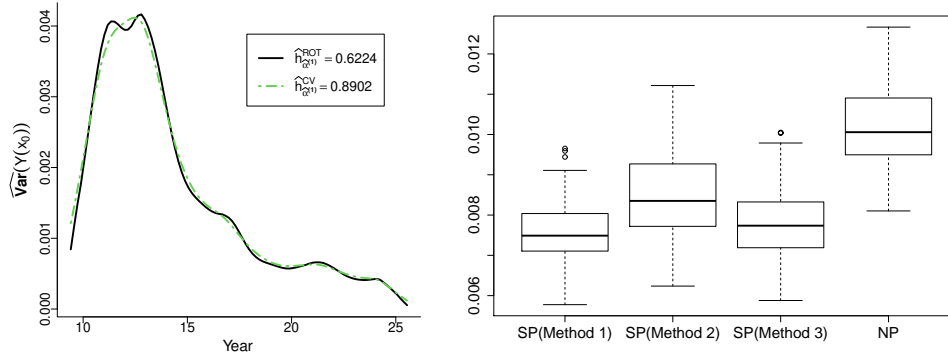 0.004
0.003
0.002
0.001
0.000
Var(Y(x₀))
10 15 20 25
Year
ĥ^ROT_α̂⁽¹⁾ = 0.6224
ĥ^CV_α̂⁽¹⁾ = 0.8902
0.012
0.010
0.008
0.006
SP(Method 1) SP(Method 2) SP(Method 3) NP